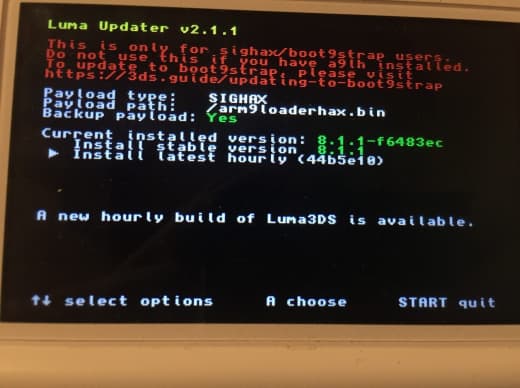 Luma Updater v2.1.1
This is only for sighax/boot9strap users.
Do not use this if you have a9lh installed.
To update to boot9strap, please visit
https://3ds.guide/updating-to-boot9strap
Payload type: SIGHAX
Payload path: /arm9loaderhax.bin
Backup payload: Yes
Current installed version: 8.1.1-f6483ec
Install stable version 8.1.1
► Install latest hourly (44b5e10)
A new hourly build of Luma3DS is available.
↑↓ select options A choose START quit